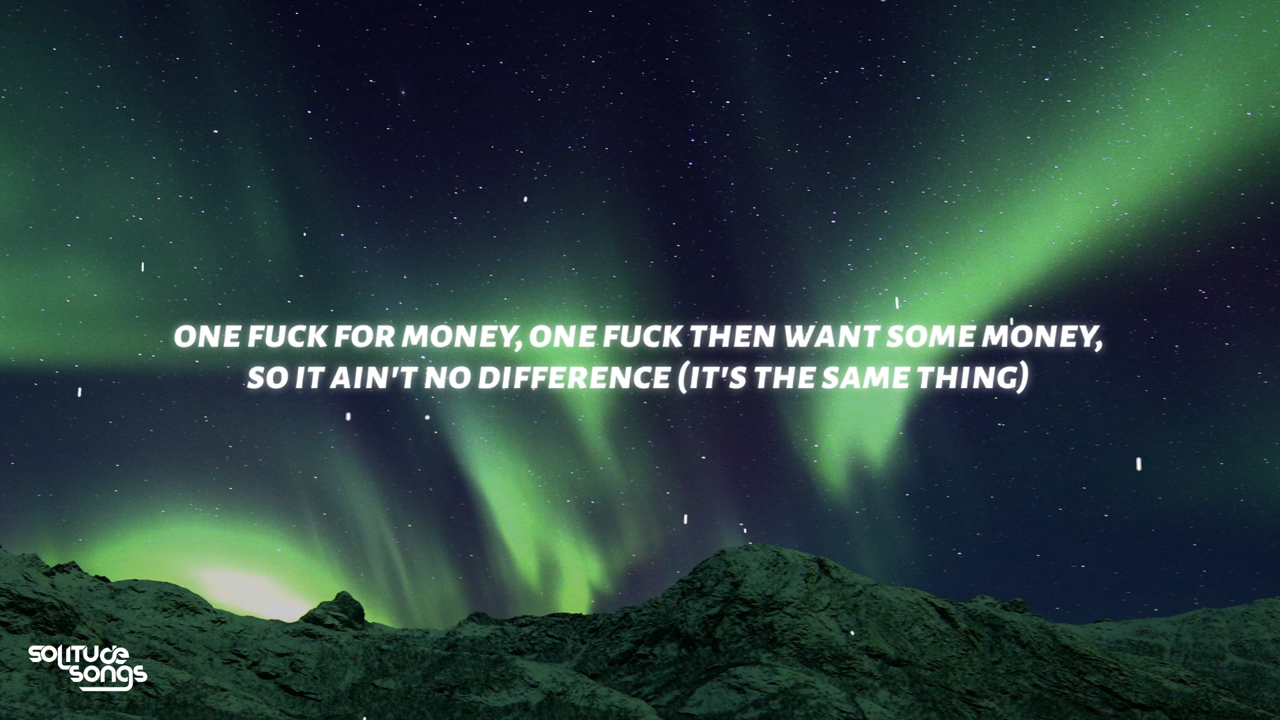 ONE FUCK FOR MONEY, ONE FUCK THEN WANT SOME MONEY,
SO IT AIN'T NO DIFFERENCE (IT'S THE SAME THING)
solitude
songs